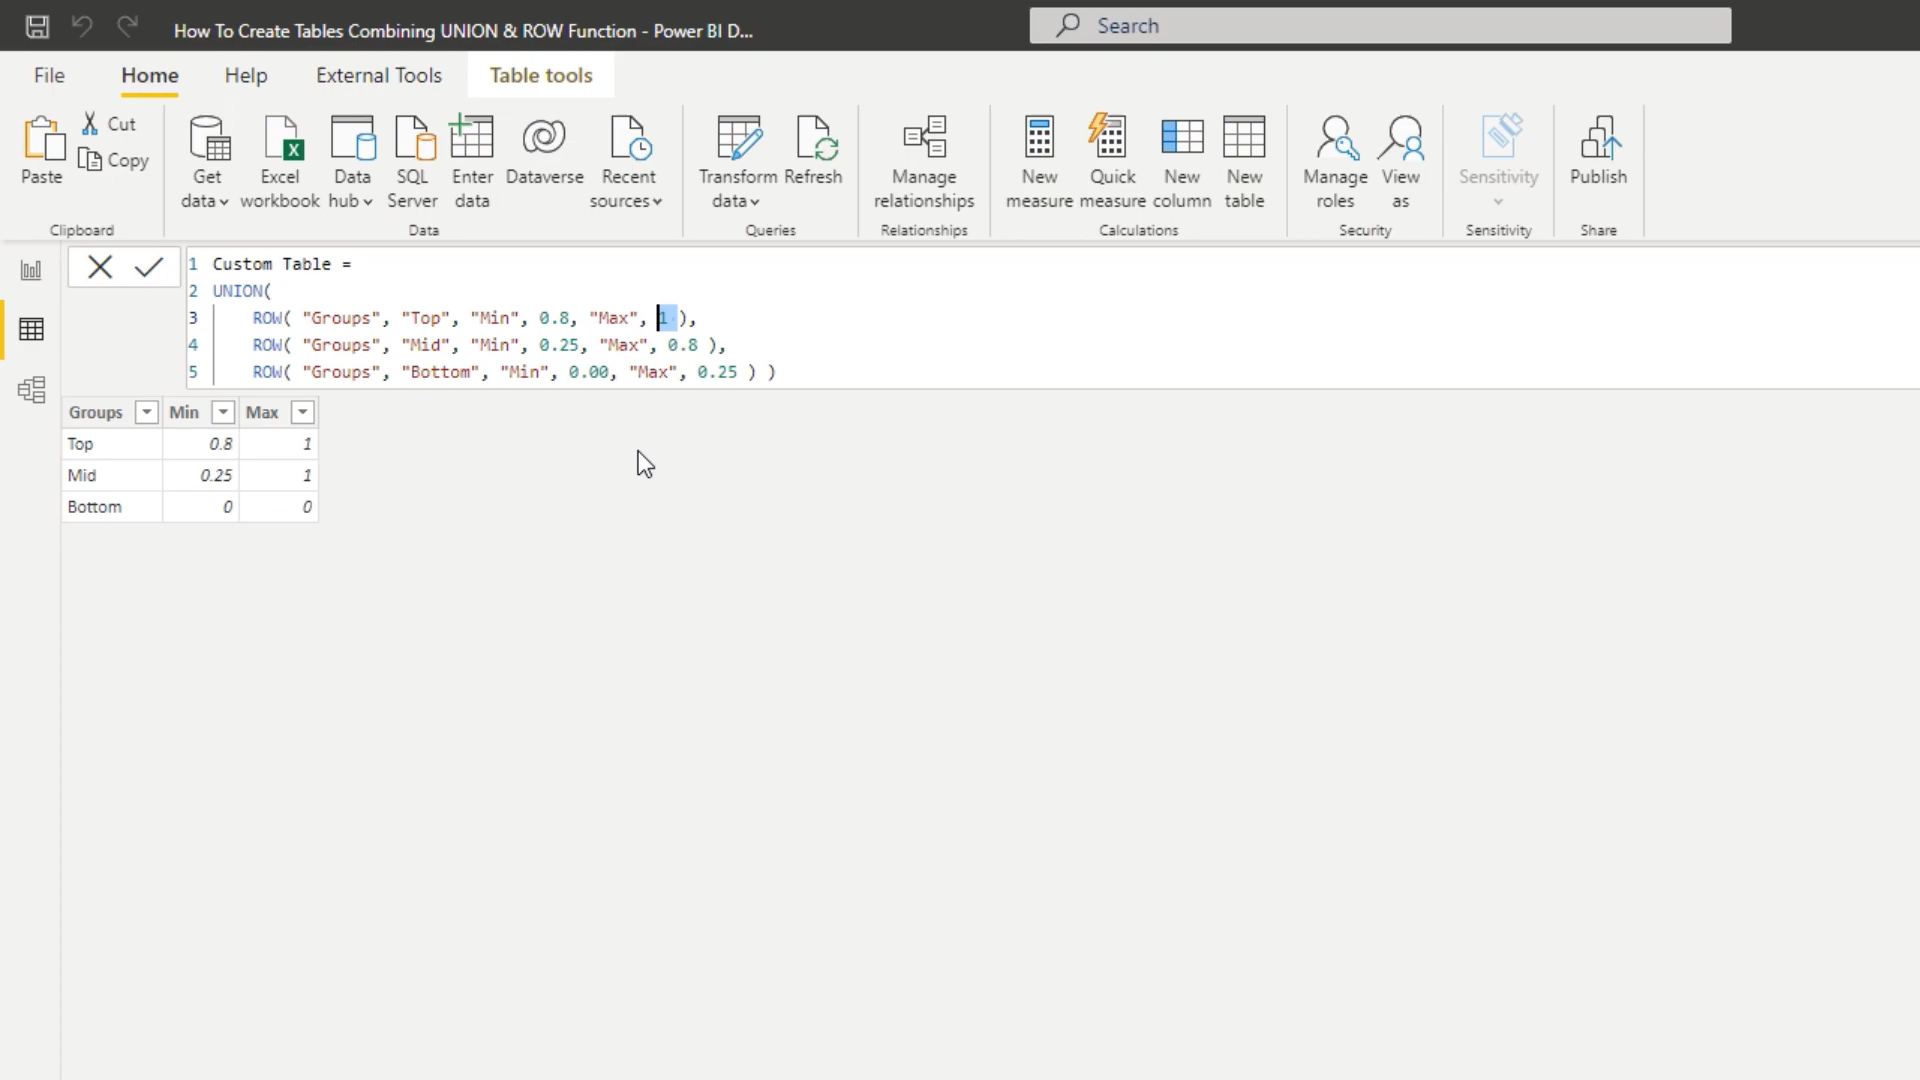 How To Create Tables Combining UNION & ROW Function - Power BI D...
Search
File Home Help External Tools Table tools
Paste
Cut
Copy
Get data
Excel workbook
Data hub
SQL Server
Enter data
Dataverse
Recent sources
Transform data
Refresh
Manage relationships
New measure
Quick measure
New column
New table
Manage roles
View as
Sensitivity
Publish
Clipboard Data Queries Relationships Calculations Security Sensitivity Share
1 Custom Table =
2 UNION(
3 ROW( "Groups", "Top", "Min", 0.8, "Max", 1 ),
4 ROW( "Groups", "Mid", "Min", 0.25, "Max", 0.8 ),
5 ROW( "Groups", "Bottom", "Min", 0.00, "Max", 0.25 ) )
Groups Min Max
Top 0.8 1
Mid 0.25 1
Bottom 0 0